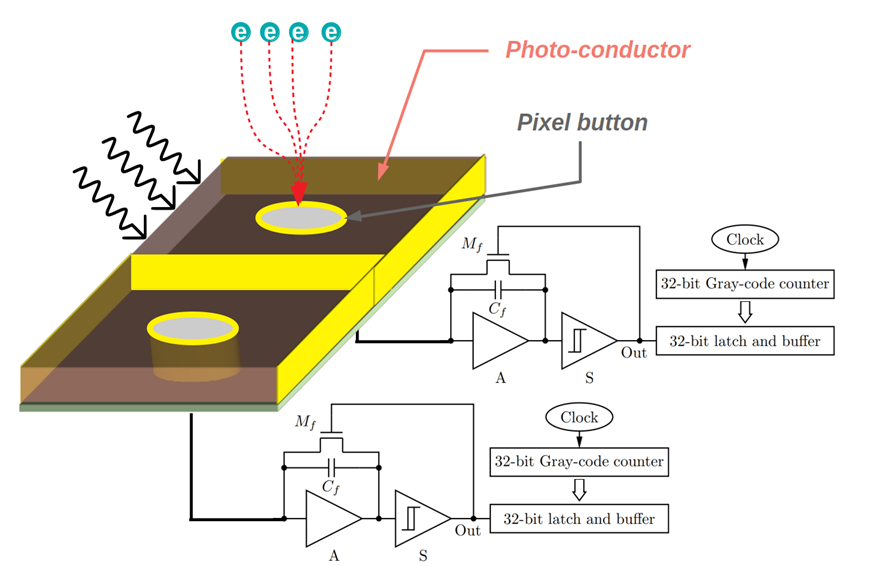 e e e e
Photo-conductor
Pixel button
M_f
C_f
A
S
Out
Clock
32-bit Gray-code counter
32-bit latch and buffer
M_f
C_f
A
S
Out
Clock
32-bit Gray-code counter
32-bit latch and buffer